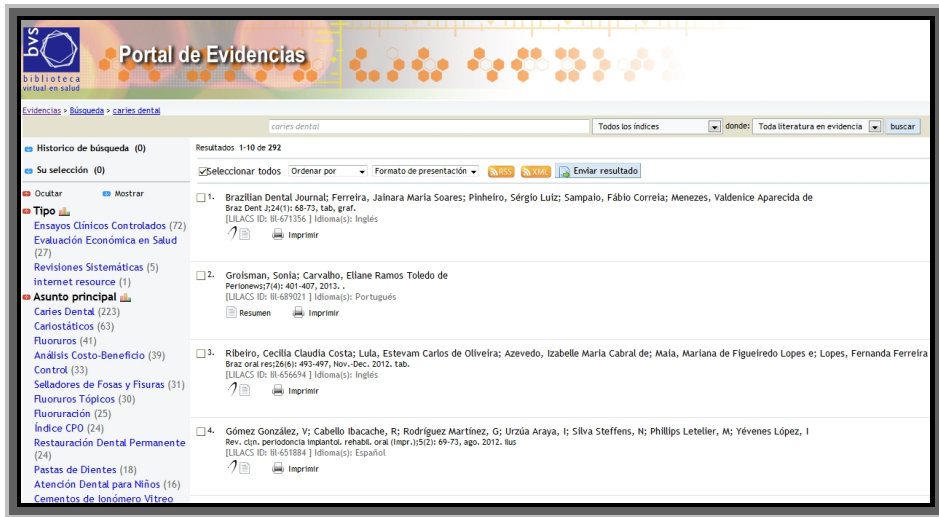 bvs
biblioteca
virtual en salud
Portal de Evidencias
Evidencias > Búsqueda > caries dental
caries dental
Todos los índices
donde:
Toda literatura en evidencia
buscar
Historico de búsqueda (0)
Su selección (0)
Ocultar
Mostrar
Tipo
Ensayos Clínicos Controlados (72)
Evaluación Económica en Salud
(27)
Revisiones Sistemáticas (5)
internet resource (1)
Asunto principal
Caries Dental (223)
Cariostáticos (63)
Fluoruros (41)
Análisis Costo-Beneficio (39)
Control (33)
Selladores de Fosas y Fisuras (31)
Fluoruros Tópicos (30)
Fluoruración (25)
Índice CPO (24)
Restauración Dental Permanente
(24)
Pastas de Dientes (18)
Atención Dental para Niños (16)
Cementos de Ionómero Vitreo
Resultados 1-10 de 292
Seleccionar todos
Ordenar por
Formato de presentación
RSS
XML
Enviar resultado
1. Brazilian Dental Journal; Ferreira, Jainara Maria Soares; Pinheiro, Sérgio Luiz; Sampaio, Fábio Correia; Menezes, Valdenice Aparecida de
Braz Dent J;24(1): 68-73, tab, graf.
[LILACS ID: lil-671356 ] Idioma(s): Inglés
Imprimir
2. Groisman, Sonia; Carvalho, Eliane Ramos Toledo de
Perionews;7(4): 401-407, 2013. .
[LILACS ID: lil-689021 ] Idioma(s): Portugués
Resumen
Imprimir
3. Ribeiro, Cecilia Claudia Costa; Lula, Estevam Carlos de Oliveira; Azevedo, Izabelle Maria Cabral de; Maia, Mariana de Figueiredo Lopes e; Lopes, Fernanda Ferreira
Braz oral res;26(6): 493-497, Nov.-Dec. 2012. tab.
[LILACS ID: lil-656694 ] Idioma(s): Inglés
Imprimir
4. Gómez González, V; Cabello Ibacache, R; Rodríguez Martínez, G; Urzúa Araya, I; Silva Steffens, N; Phillips Letelier, M; Yévenes López, I
Rev. clín. periodoncia implantol. rehabil. oral (Impr.);5(2): 69-73, ago. 2012. ilus
[LILACS ID: lil-651884 ] Idioma(s): Español
Imprimir